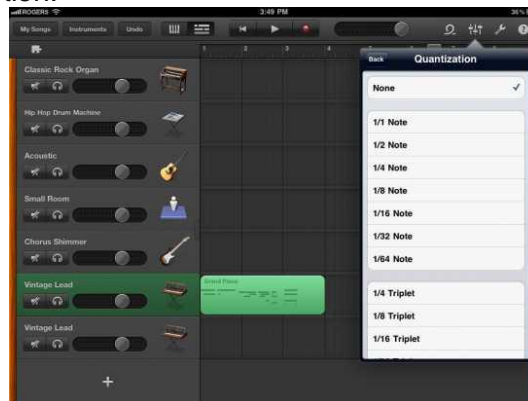 ROGERS 3:49 PM 36%
My Songs Instruments Undo
1 2 3 4
Back Quantization
None
Classic Rock Organ
Hip Hop Drum Machine
Acoustic
Small Room
Chorus Shimmer
Vintage Lead
Grand Piano
Vintage Lead
+
1/1 Note
1/2 Note
1/4 Note
1/8 Note
1/16 Note
1/32 Note
1/64 Note
1/4 Triplet
1/8 Triplet
1/16 Triplet